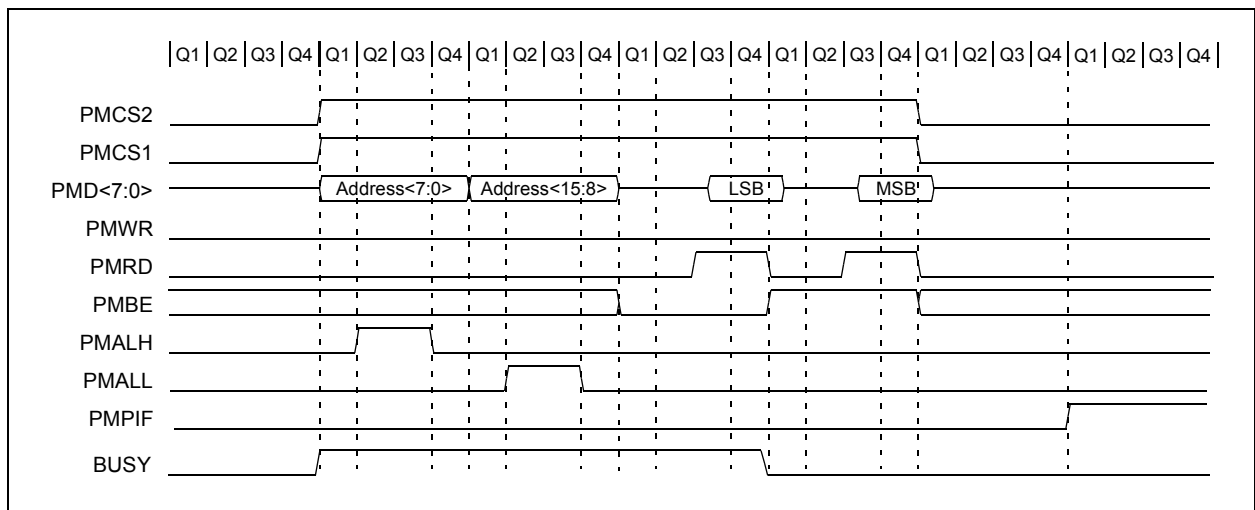 Q1 Q2 Q3 Q4 Q1 Q2 Q3 Q4 Q1 Q2 Q3 Q4 Q1 Q2 Q3 Q4 Q1 Q2 Q3 Q4 Q1 Q2 Q3 Q4 Q1 Q2 Q3 Q4
PMCS2
PMCS1
PMD<7:0> Address<7:0> Address<15:8> LSB MSB
PMWR
PMRD
PMBE
PMALH
PMALL
PMPIF
BUSY